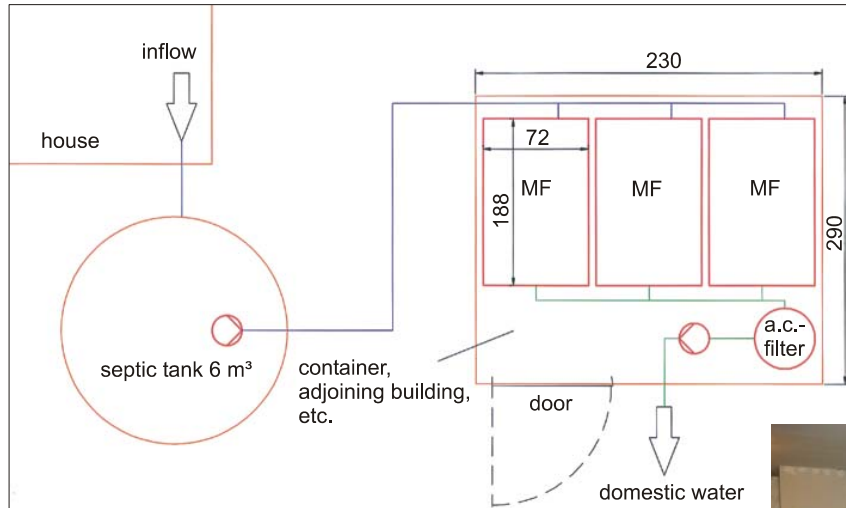 inflow
230
house
72
MF
MF
MF
188
290
a.c.-
filter
septic tank 6 m³
container,
adjoining building,
etc.
door
domestic water